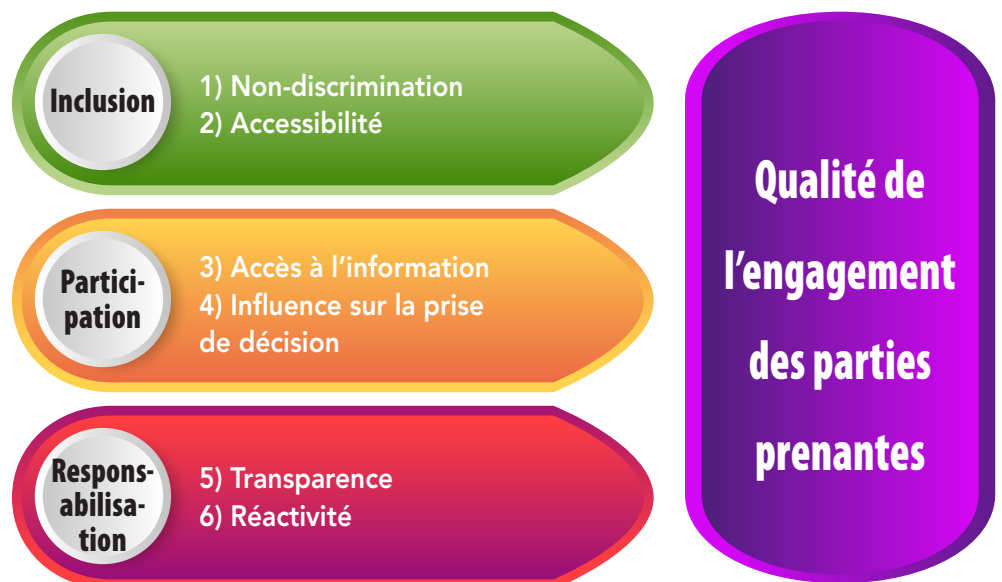 Inclusion
1) Non-discrimination
2) Accessibilité
Partici-
pation
3) Accès à l’information
4) Influence sur la prise
de décision
Respons-
abilisa-
tion
5) Transparence
6) Réactivité
Qualité de
l’engagement
des parties
prenantes